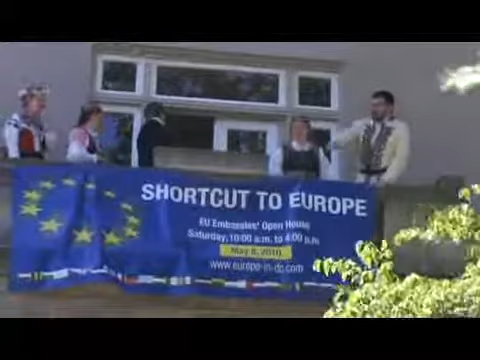 SHORTCUT TO EUROPE
EU Embassies' Open House
Saturday, 10:00 a.m. to 4:00 p.m
May 8, 2010
www.europe-in-dc.com